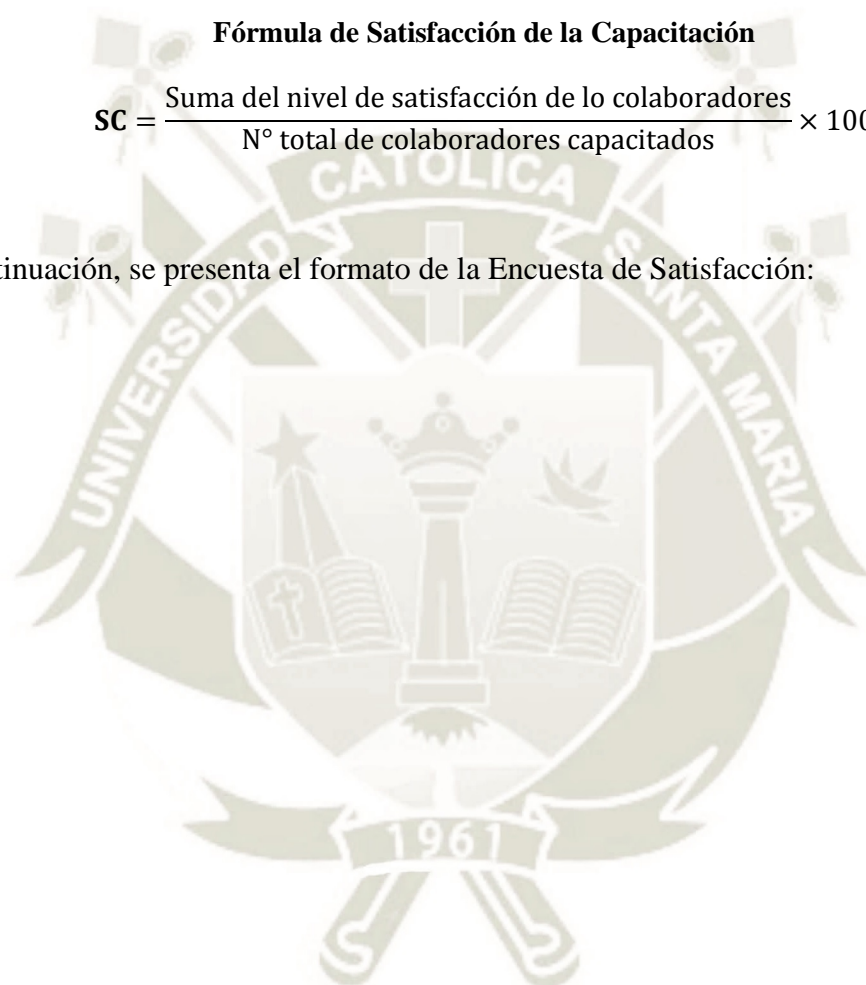 Fórmula de Satisfacción de la Capacitación
SC = Suma del nivel de satisfacción de lo colaboradores / N° total de colaboradores capacitados × 100
tinuación, se presenta el formato de la Encuesta de Satisfacción:
UNIVERSIDAD CATOLICA SANTA MARIA
1961